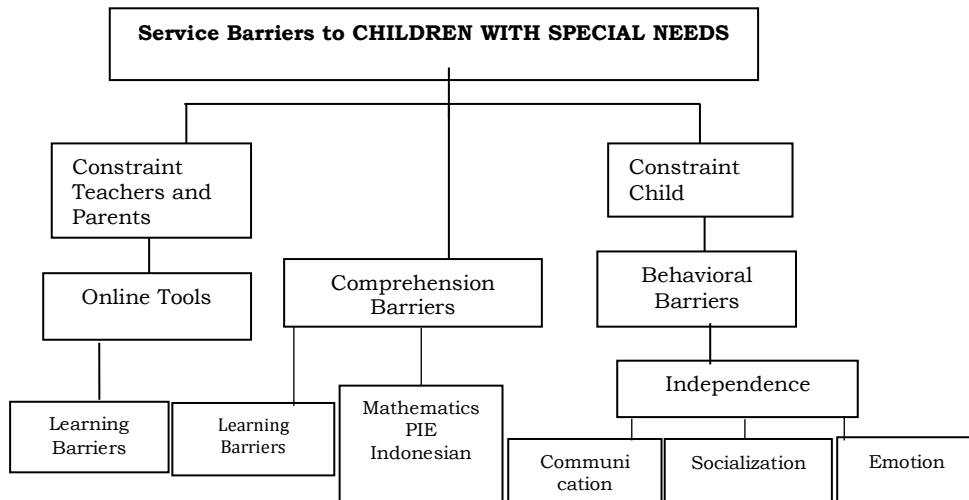 Service Barriers to CHILDREN WITH SPECIAL NEEDS
Constraint
Teachers and
Parents
Constraint
Child
Online Tools
Comprehension
Barriers
Behavioral
Barriers
Independence
Learning
Barriers
Learning
Barriers
Mathematics
PIE
Indonesian
Communi
cation
Socialization
Emotion